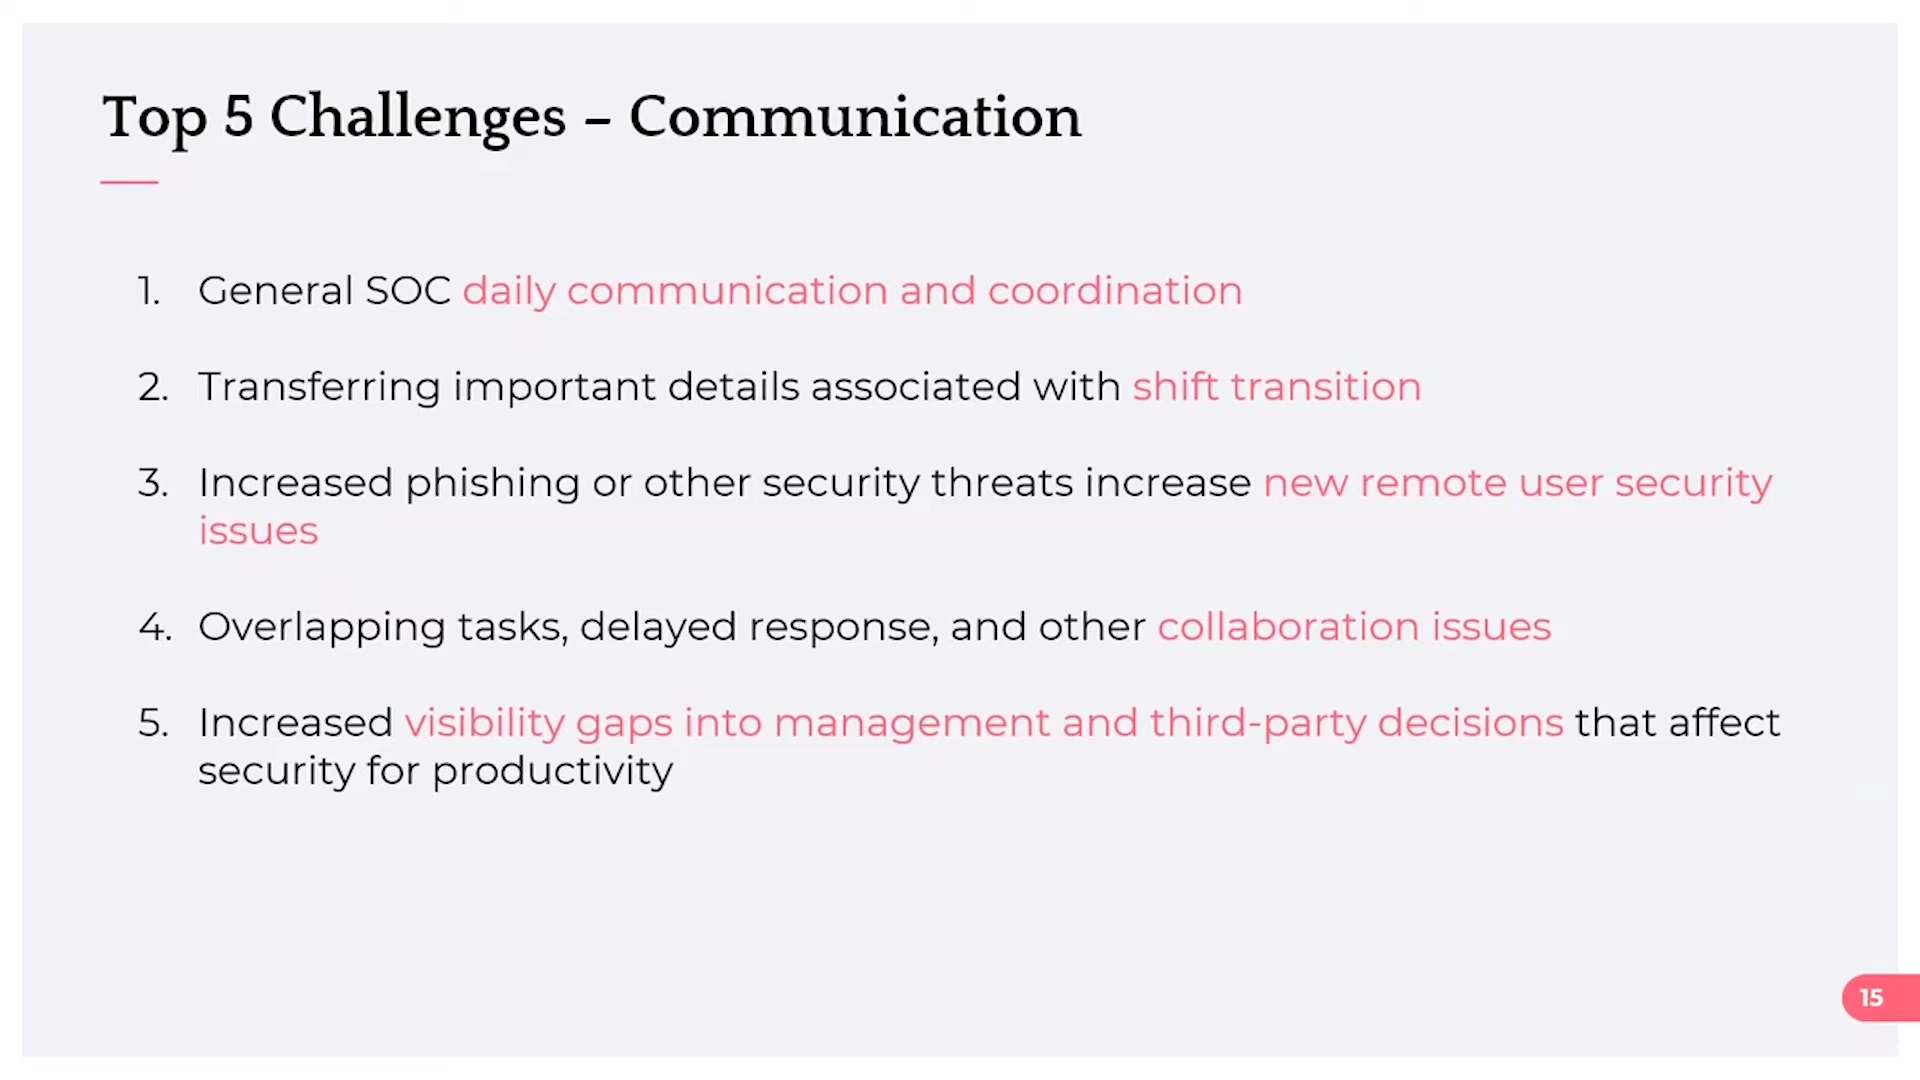 Top 5 Challenges – Communication
1. General SOC daily communication and coordination
2. Transferring important details associated with shift transition
3. Increased phishing or other security threats increase new remote user security
issues
4. Overlapping tasks, delayed response, and other collaboration issues
5. Increased visibility gaps into management and third-party decisions that affect
security for productivity
15